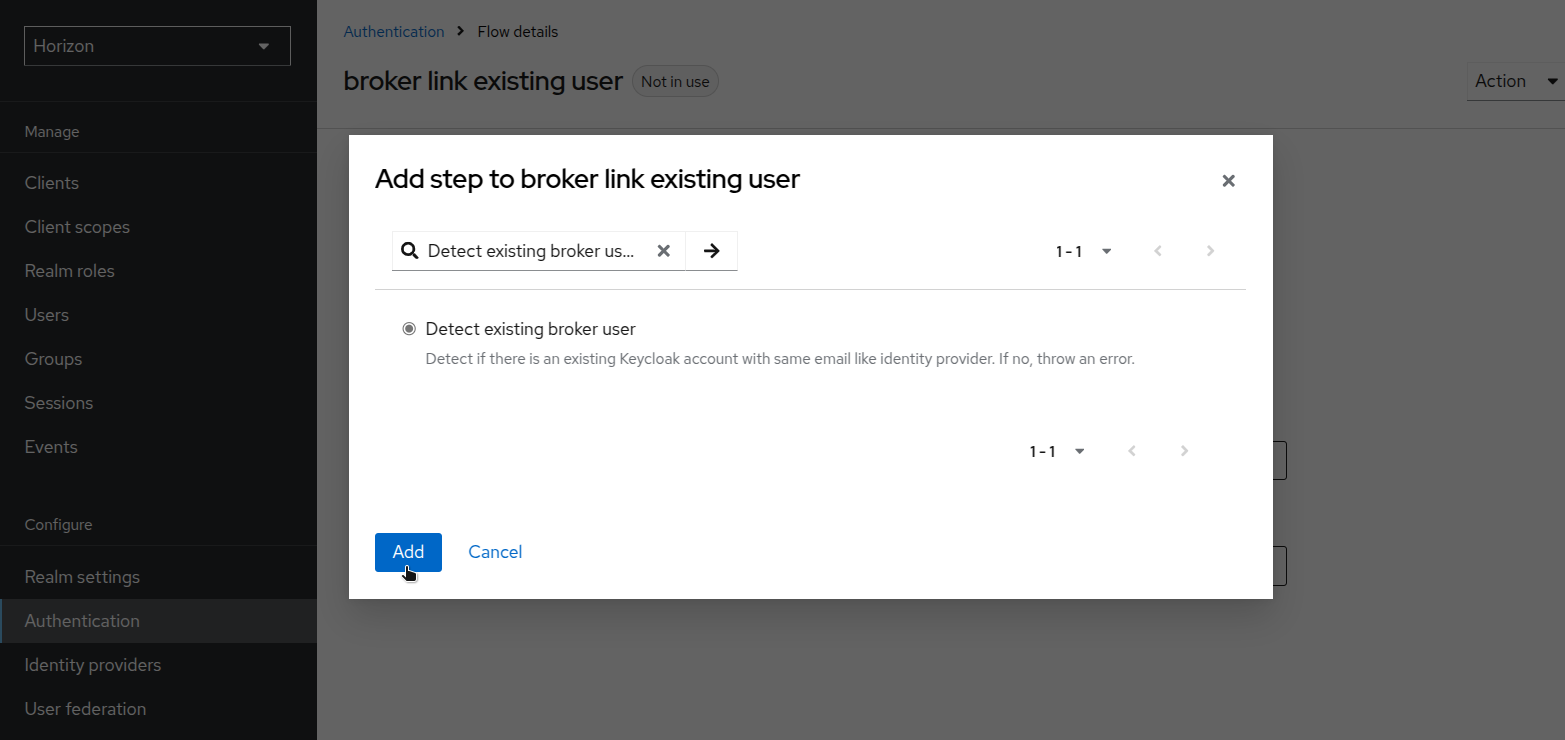 Horizon
Manage
Clients
Client scopes
Realm roles
Users
Groups
Sessions
Events
Configure
Realm settings
Authentication
Identity providers
User federation
Authentication > Flow details
broker link existing user Not in use
Action
Add step to broker link existing user
Detect existing broker us...
1 - 1
Detect existing broker user
Detect if there is an existing Keycloak account with same email like identity provider. If no, throw an error.
1 - 1
Add Cancel